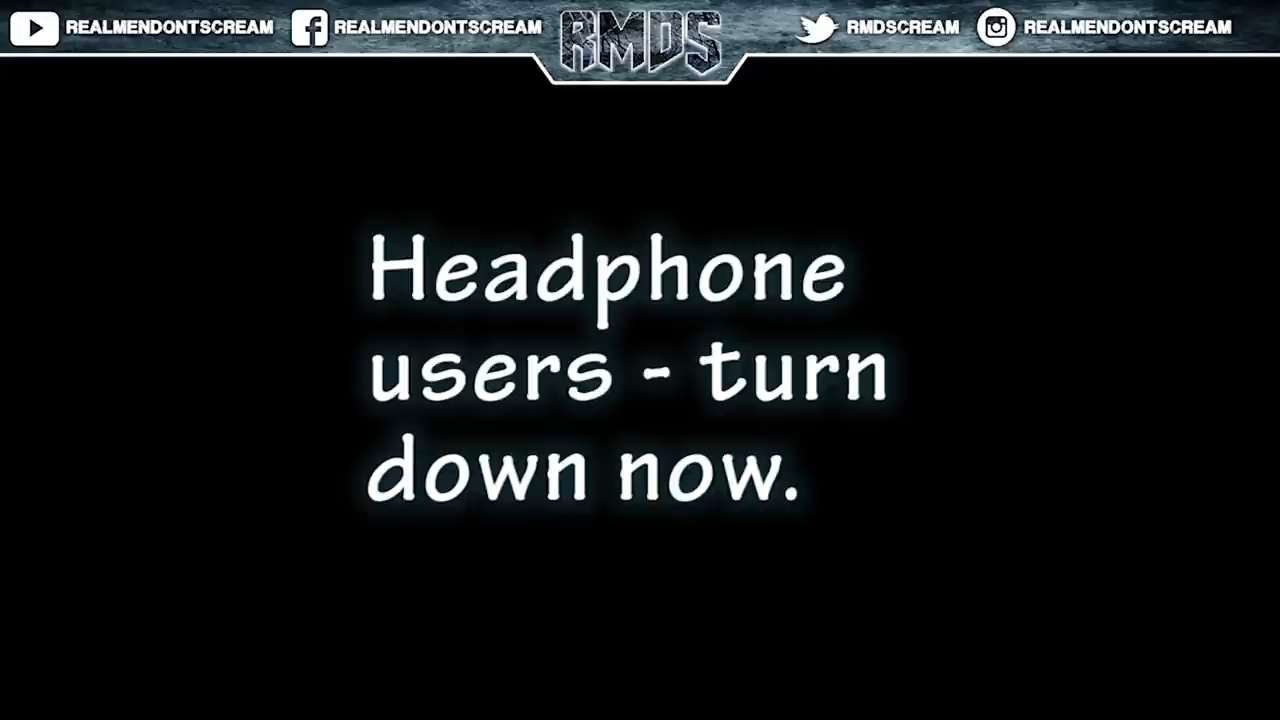 REALMENDONTSCREAM REALMENDONTSCREAM RMDS RMDSCREAM REALMENDONTSCREAM
Headphone
users - turn
down now.